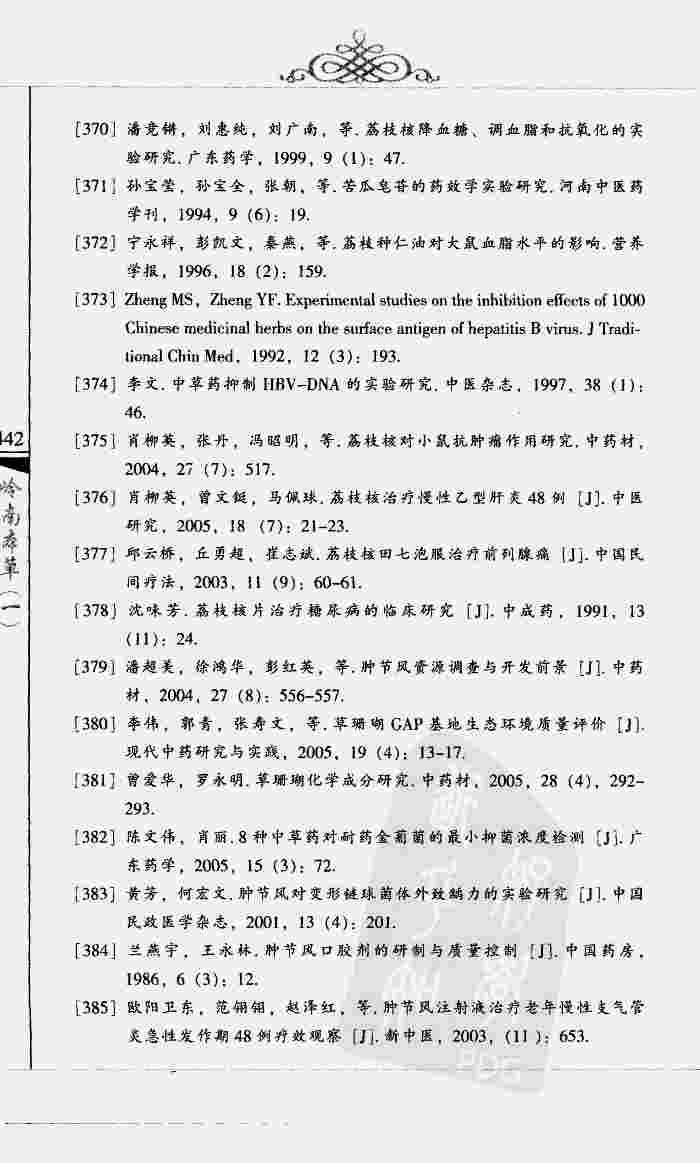 [370] 潘竞锵，刘惠纯，刘广南，等.荔枝核降血糖、调血脂和抗氧化的实
验研究.广东药学，1999，9（1）：47.
[371] 孙宝莹，孙宝全，张朝，等.苦瓜皂苷的药效学实验研究.河南中医药
学刊，1994，9（6）：19.
[372] 宁永祥，彭凯文，秦燕，等.荔枝种仁油对大鼠血脂水平的影响.营养
学报，1996，18（2）：159.
[373] Zheng MS，Zheng YF. Experimental studies on the inhibition effects of 1000
Chinese medicinal herbs on the surface antigen of hepatitis B virus. J Tradi-
tional Chin Med，1992，12（3）：193.
[374] 李文.中草药抑制 HBV-DNA 的实验研究.中医杂志，1997，38（1）：
46.
[375] 肖柳英，张丹，冯昭明，等.荔枝核对小鼠抗肿瘤作用研究.中药材，
2004，27（7）：517.
[376] 肖柳英，曾文铤，马佩球.荔枝核治疗慢性乙型肝炎 48 例 [J].中医
研究，2005，18 （7）：21-23.
[377] 邱云桥，丘勇超，崔志斌.荔枝核田七泡服治疗前列腺痛 [J].中国民
间疗法，2003，11（9）：60-61.
[378] 沈味芳.荔枝核片治疗糖尿病的临床研究 [J].中成药，1991，13
（11）：24.
[379] 潘超美，徐鸿华，彭红英，等.肿节风资源调查与开发前景 [J].中药
材，2004，27（8）：556-557.
[380] 李伟，郭青，张寿文，等.草珊瑚 GAP 基地生态环境质量评价 [J].
现代中药研究与实践，2005，19（4）：13-17.
[381] 曾爱华，罗永明.草珊瑚化学成分研究.中药材，2005，28（4），292-
293.
[382] 陈文伟，肖丽.8 种中草药对耐药金葡菌的最小抑菌浓度检测 [J].广
东药学，2005，15（3）：72.
[383] 黄芳，何宏文.肿节风对变形链球菌体外致龋力的实验研究 [J].中国
民政医学杂志，2001，13（4）：201.
[384] 兰燕宇，王永林.肿节风口胶剂的研制与质量控制 [J].中国药房，
1986，6（3）：12.
[385] 欧阳卫东，范钿钿，赵泽红，等.肿节风注射液治疗老年慢性支气管
炎急性发作期 48 例疗效观察 [J].新中医，2003，（11）：653.
442
岭南
草
（一）
PDG